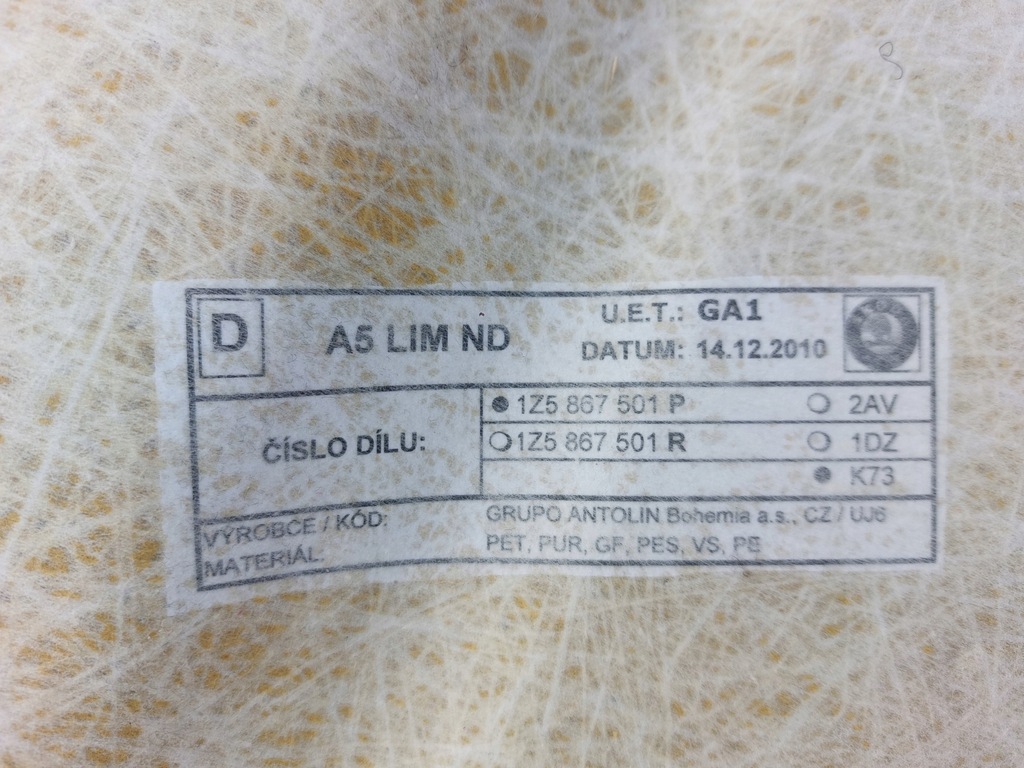 D
A5 LIM ND
U.E.T.: GA1
DATUM: 14.12.2010
ČÍSLO DÍLU:
1Z5 867 501 P 2AV
1Z5 867 501 R 1DZ
K73
VÝROBCE / KÓD: GRUPO ANTOLIN Bohemia a.s., CZ / UJ6
MATERIÁL: PET, PUR, GF, PES, VS, PE